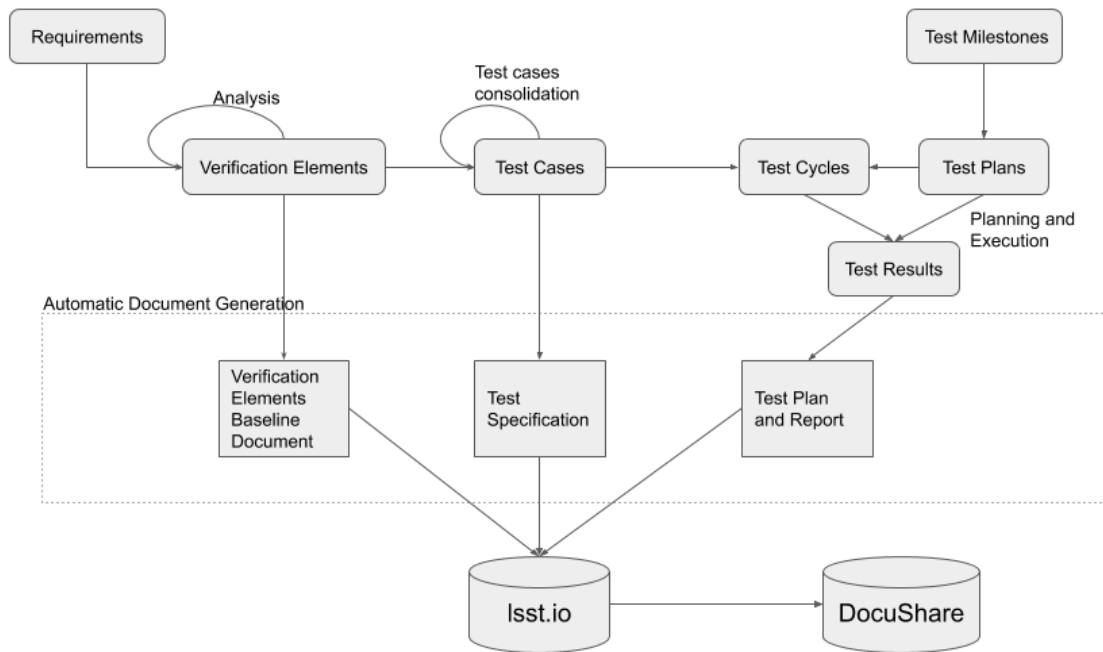 Requirements
Test Milestones
Analysis
Test cases
consolidation
Verification Elements
Test Cases
Test Cycles
Test Plans
Planning and
Execution
Test Results
Automatic Document Generation
Verification
Elements
Baseline
Document
Test
Specification
Test Plan
and Report
lsst.io
DocuShare